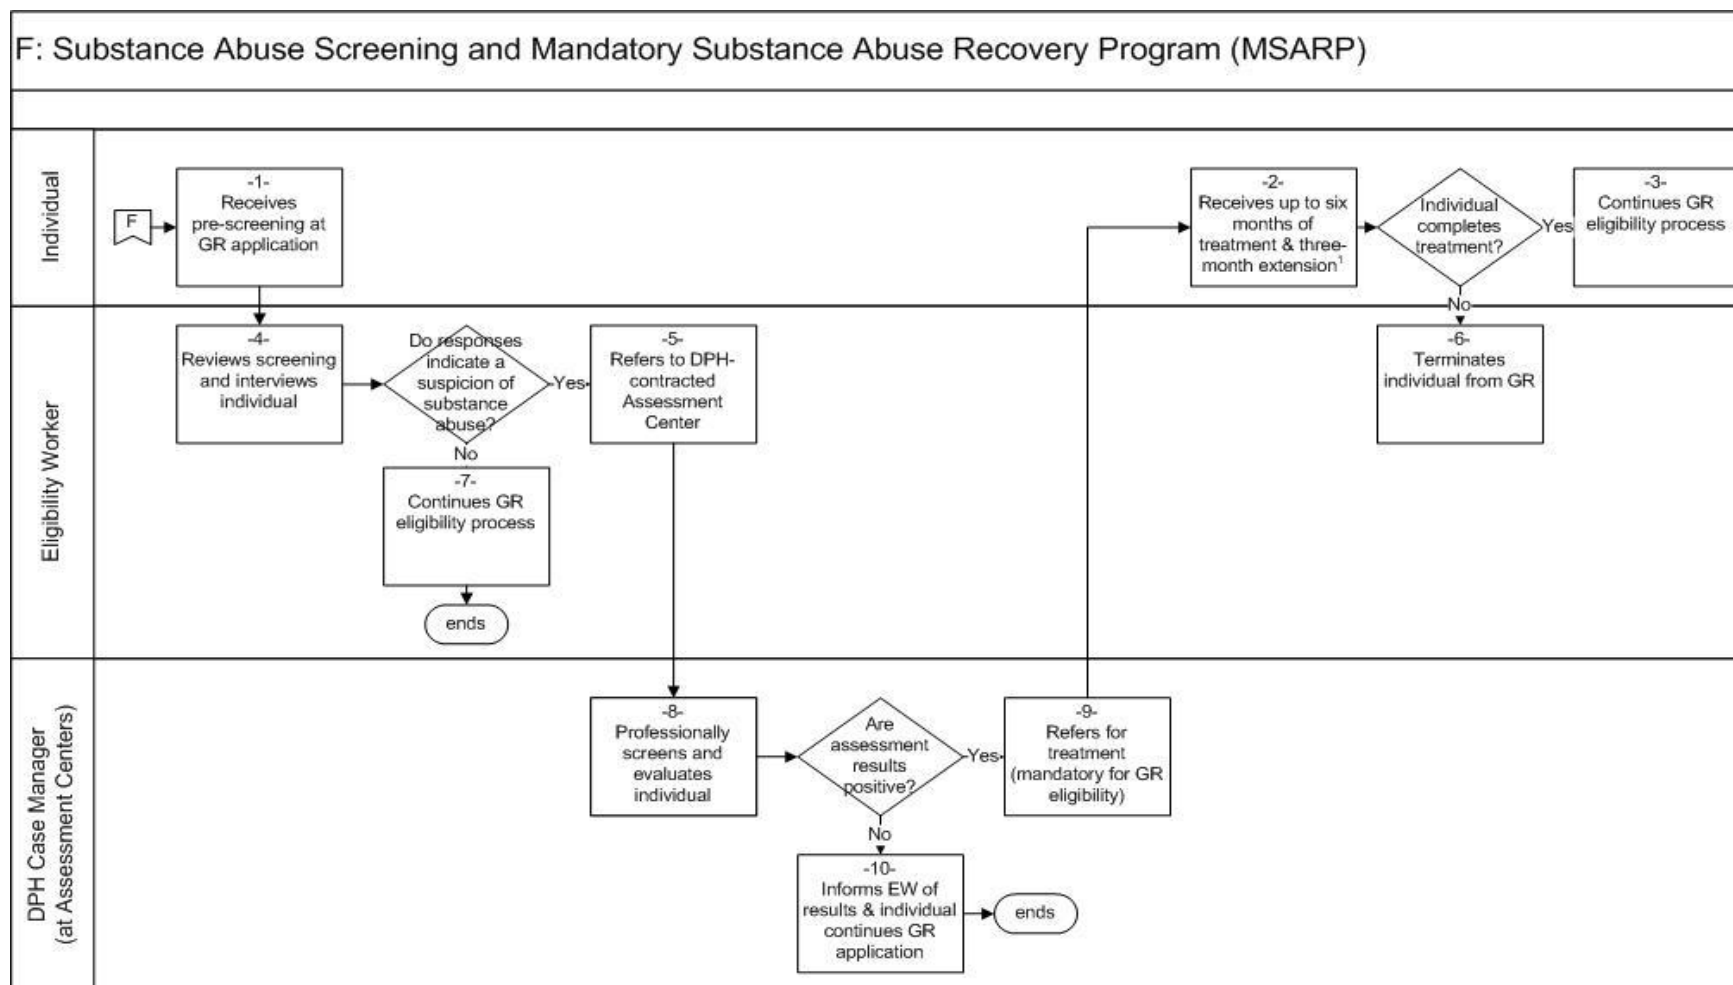 F: Substance Abuse Screening and Mandatory Substance Abuse Recovery Program (MSARP)
Individual
F
-1-
Receives
pre-screening at
GR application
-2-
Receives up to six
months of
treatment & three-
month extension¹
Individual
completes
treatment?
Yes
-3-
Continues GR
eligibility process
No
Eligibility Worker
-4-
Reviews screening
and interviews
individual
Do responses
indicate a
suspicion of
substance
abuse?
Yes
-5-
Refers to DPH-
contracted
Assessment
Center
-6-
Terminates
individual from GR
No
-7-
Continues GR
eligibility process
ends
DPH Case Manager
(at Assessment Centers)
-8-
Professionally
screens and
evaluates
individual
Are
assessment
results
positive?
Yes
-9-
Refers for
treatment
(mandatory for GR
eligibility)
No
-10-
Informs EW of
results & individual
continues GR
application
ends